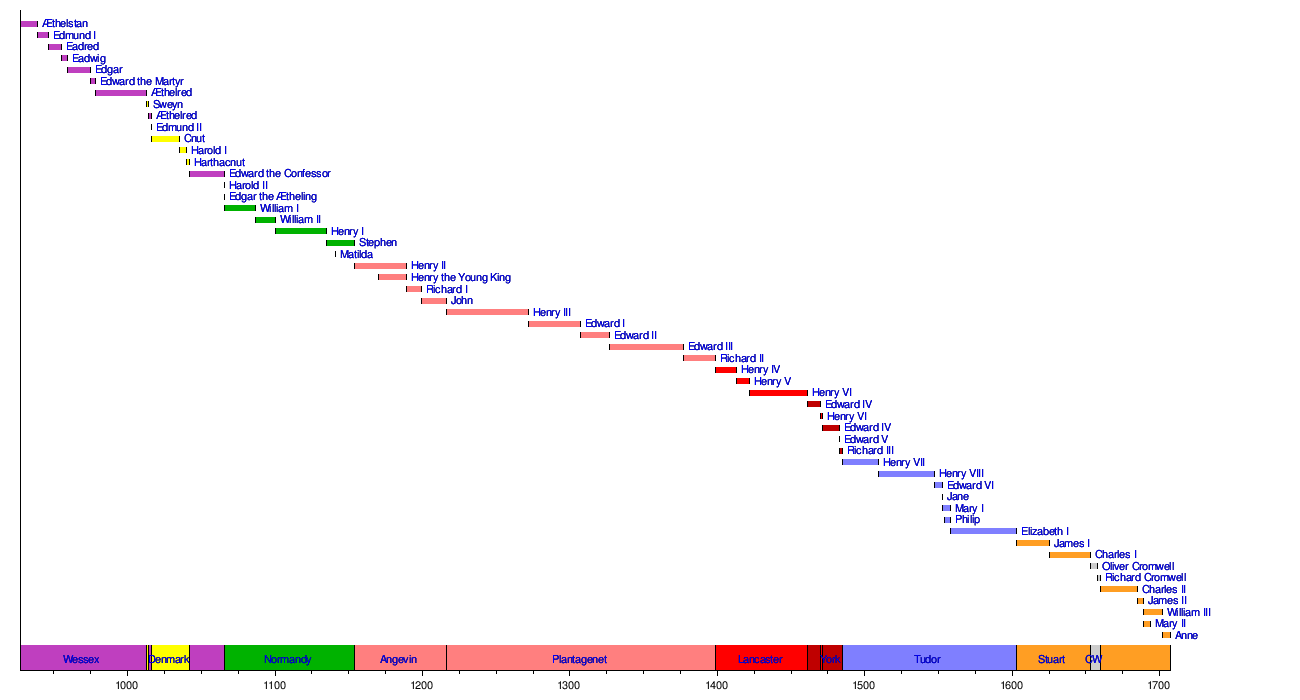 Æthelstan
Edmund I
Eadred
Eadwig
Edgar
Edward the Martyr
Æthelred
Sweyn
Æthelred
Edmund II
Cnut
Harold I
Harthacnut
Edward the Confessor
Harold II
Edgar the Ætheling
William I
William II
Henry I
Stephen
Matilda
Henry II
Henry the Young King
Richard I
John
Henry III
Edward I
Edward II
Edward III
Richard II
Henry IV
Henry V
Henry VI
Edward IV
Henry VI
Edward IV
Edward V
Richard III
Henry VII
Henry VIII
Edward VI
Jane
Mary I
Philip
Elizabeth I
James I
Charles I
Oliver Cromwell
Richard Cromwell
Charles II
James II
William III
Mary II
Anne
Wessex Denmark Normandy Angevin Plantagenet Lancaster York Tudor Stuart CW
1000 1100 1200 1300 1400 1500 1600 1700